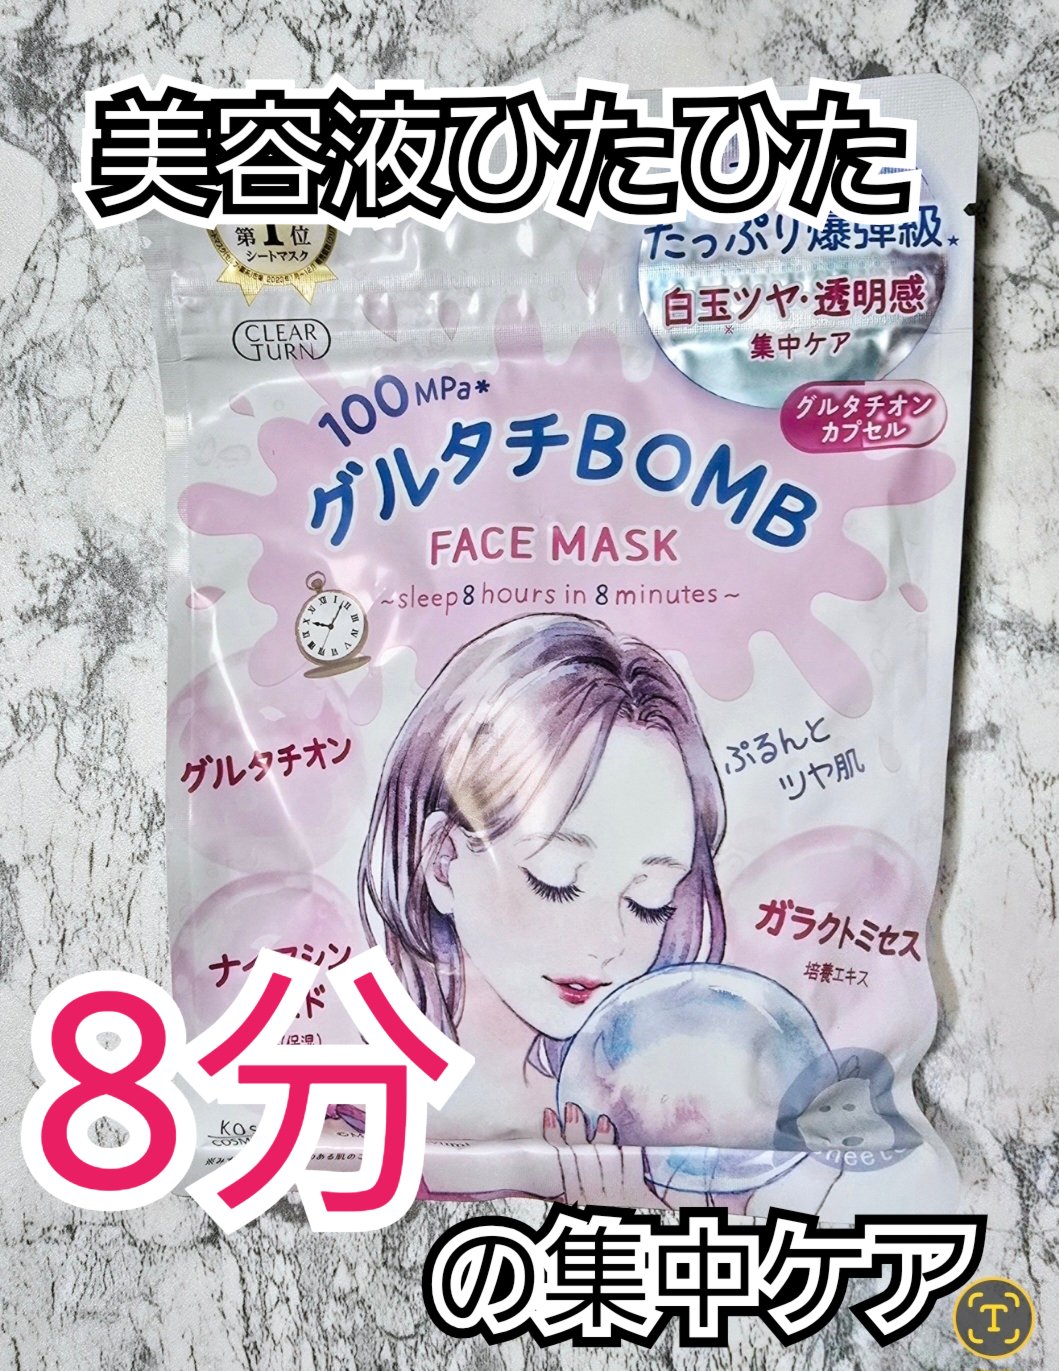 美容液ひたひた
第1位
シートマスク
たっぷり爆弾級
白玉ツヤ・透明感
※
集中ケア
CLEAR
TURN
グルタチオン
カプセル
100MPa*
グルタチBOMB
FACE MASK
~sleep 8 hours in 8 minutes~
グルタチオン
ぷるんと
ツヤ肌
ガラクトミセス
培養エキス
8分
の集中ケア
T